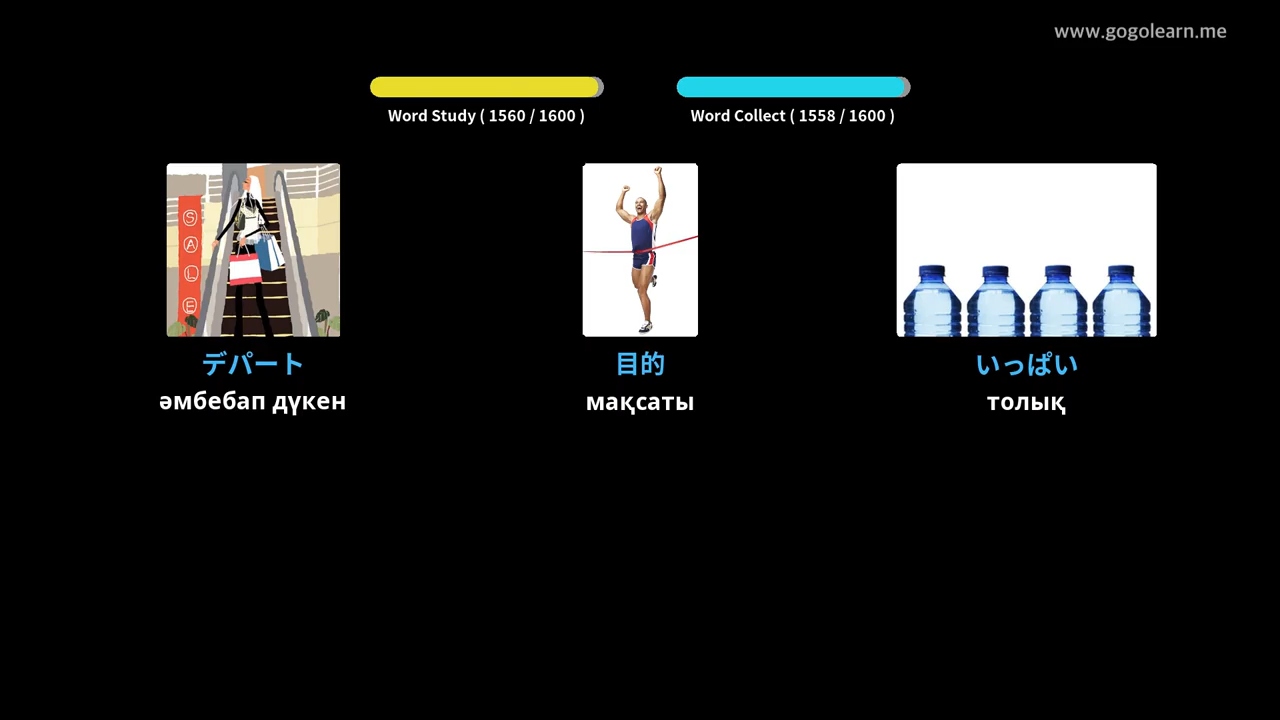 www.gogolearn.me
Word Study ( 1560 / 1600 )
Word Collect ( 1558 / 1600 )
SALE
デパート
әмбебап дүкен
目的
мақсаты
いっぱい
толық